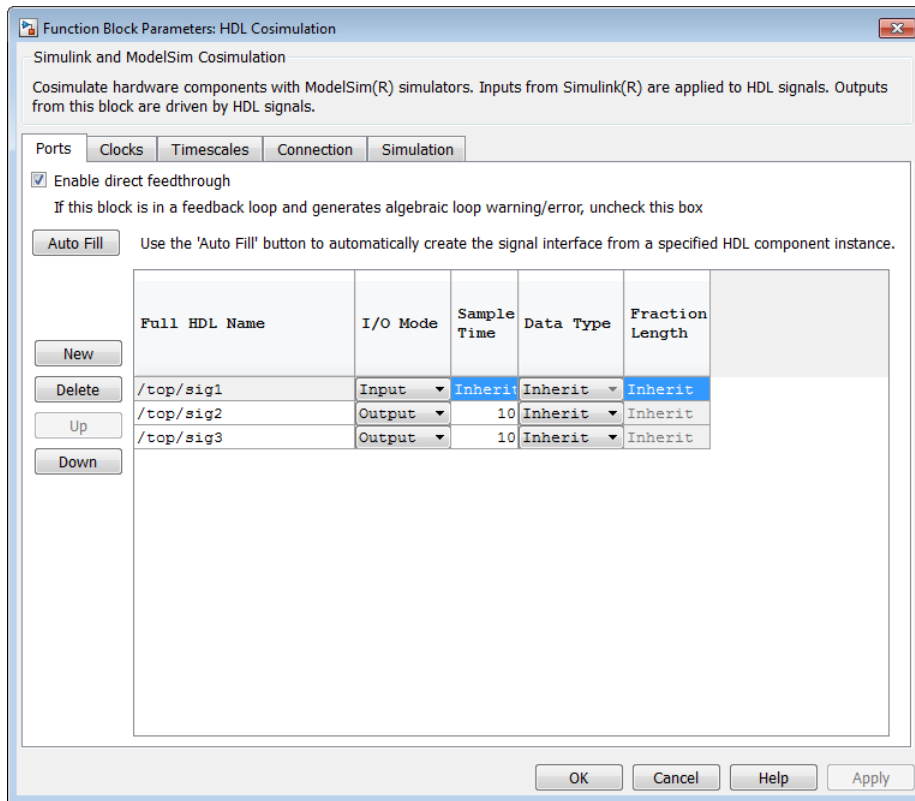 Function Block Parameters: HDL Cosimulation
Simulink and ModelSim Cosimulation
Cosimulate hardware components with ModelSim(R) simulators. Inputs from Simulink(R) are applied to HDL signals. Outputs
from this block are driven by HDL signals.
Ports Clocks Timescales Connection Simulation
Enable direct feedthrough
If this block is in a feedback loop and generates algebraic loop warning/error, uncheck this box
Auto Fill Use the 'Auto Fill' button to automatically create the signal interface from a specified HDL component instance.
Full HDL Name I/O Mode Sample Time Data Type Fraction Length
New
Delete /top/sig1 Input Inherit Inherit Inherit
/top/sig2 Output 10 Inherit Inherit
Up
/top/sig3 Output 10 Inherit Inherit
Down
OK Cancel Help Apply